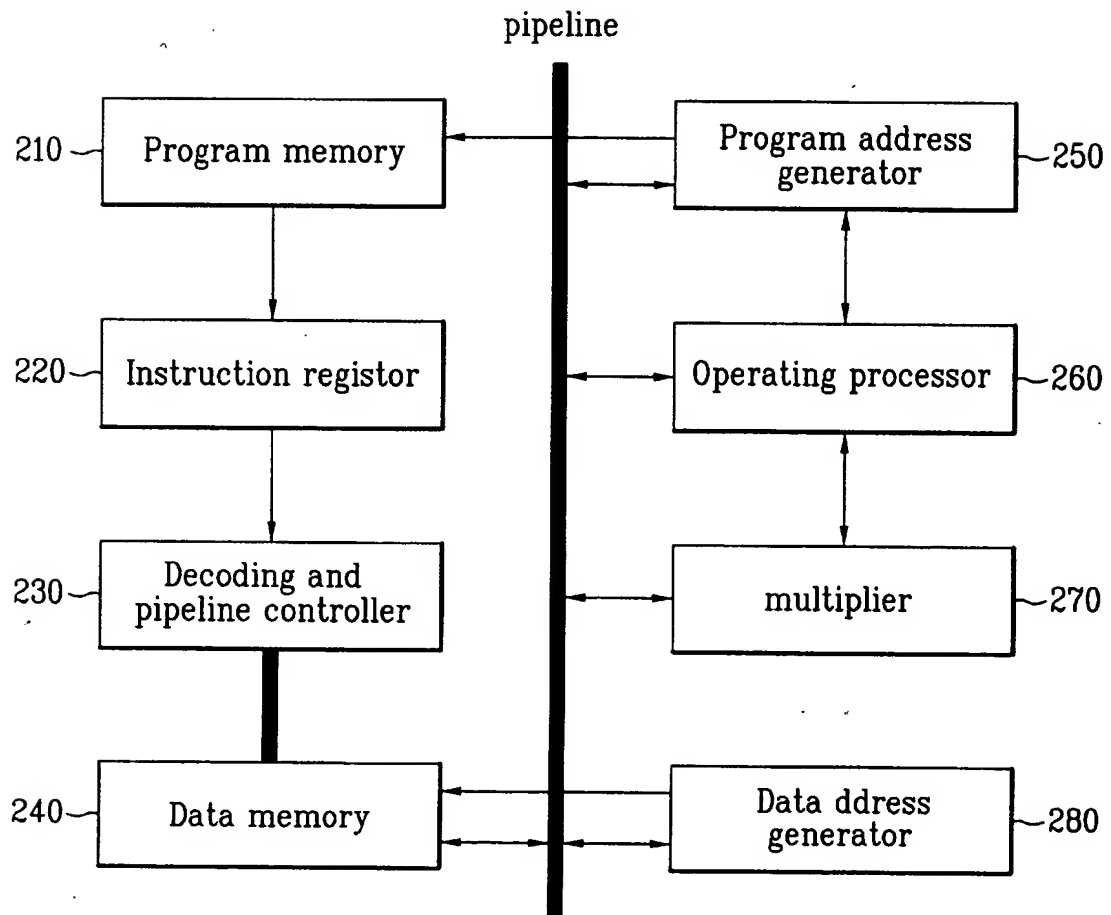 pipeline
210
Program memory
Program address
generator
250
220
Instruction registor
Operating processor
260
230
Decoding and
pipeline controller
multiplier
270
240
Data memory
Data ddress
generator
280